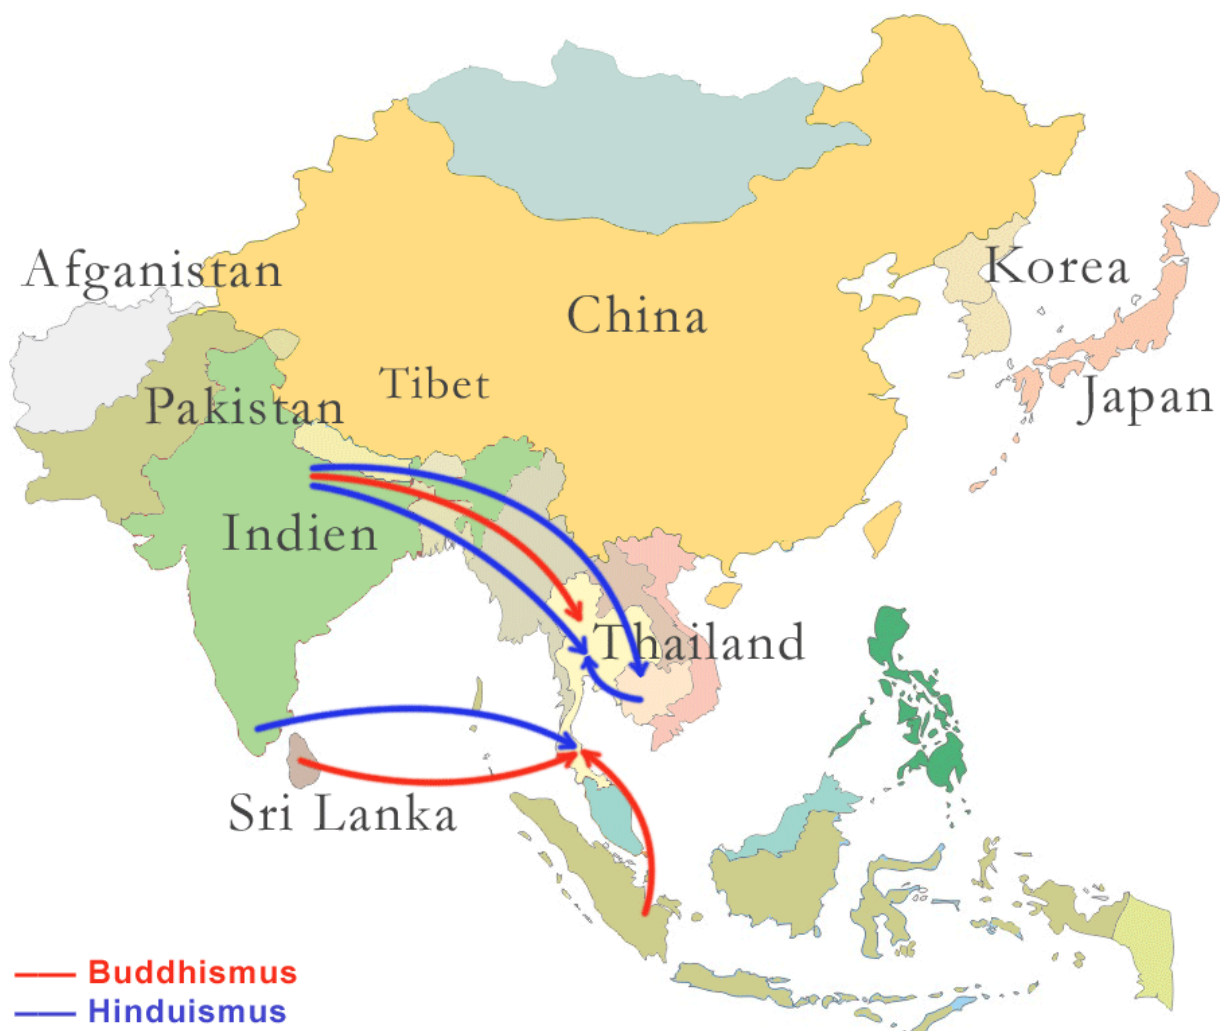 Afganistan
Korea
China
Tibet
Pakistan
Japan
Indien
Thailand
Sri Lanka
Buddhismus
Hinduismus